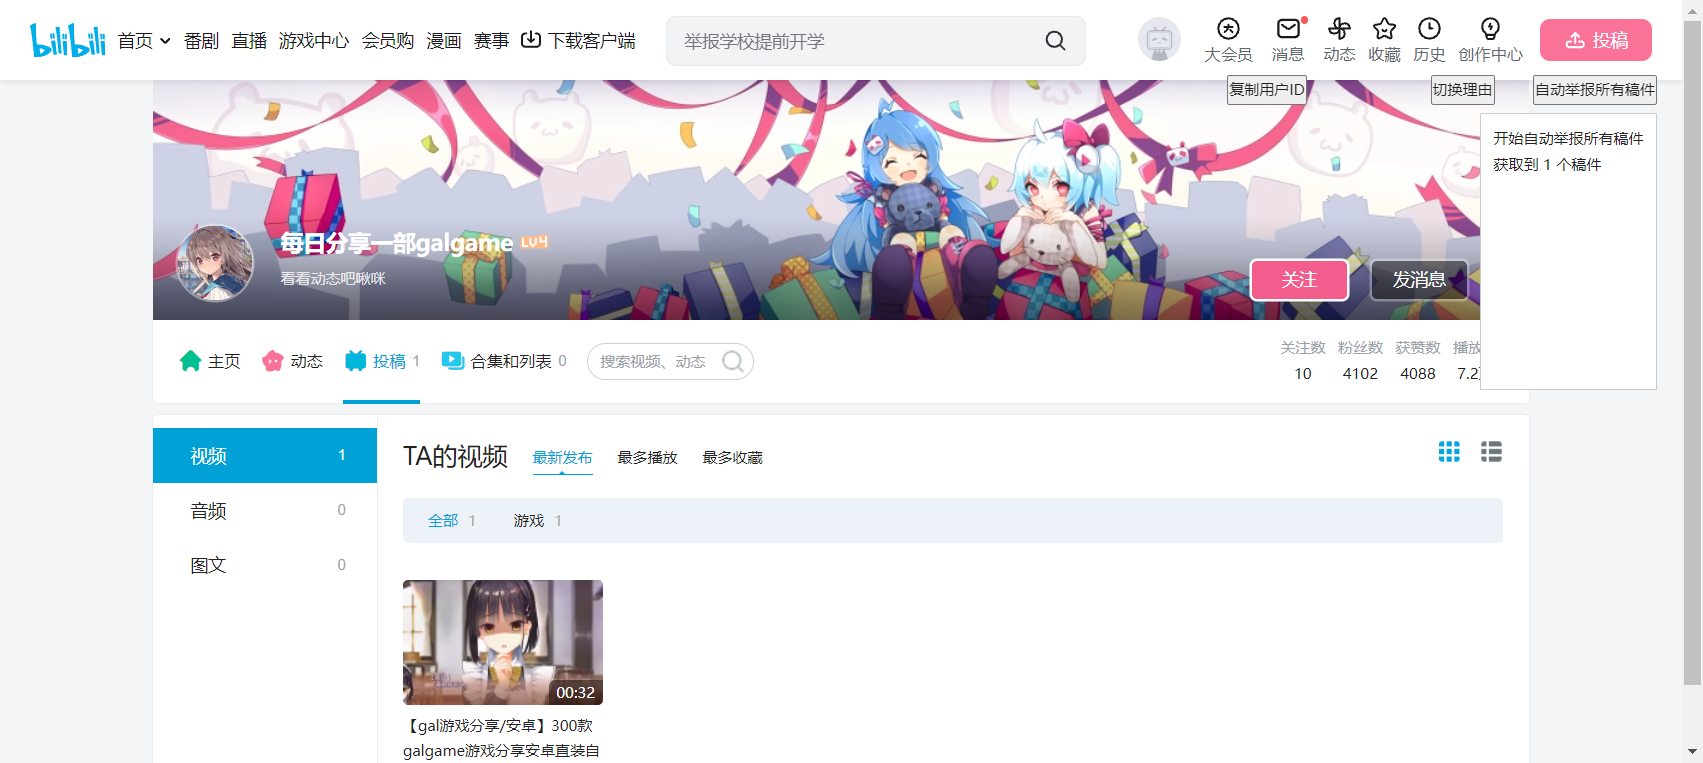 bilibili
首页
番剧
直播
游戏中心
会员购
漫画
赛事
下载客户端
举报学校提前开学
大会员
消息
动态
收藏
历史
创作中心
投稿
复制用户ID
切换理由
自动举报所有稿件
开始自动举报所有稿件
获取到 1 个稿件
每日分享一部galgame LV4
看看动态吧啾咪
关注
发消息
主页
动态
投稿 1
合集和列表 0
搜索视频、动态
关注数 粉丝数 获赞数 播放
10 4102 4088 7.2
视频 1
音频 0
图文 0
TA的视频
最新发布
最多播放
最多收藏
全部 1
游戏 1
00:32
【gal游戏分享/安卓】300款
galgame游戏分享安卓直装自